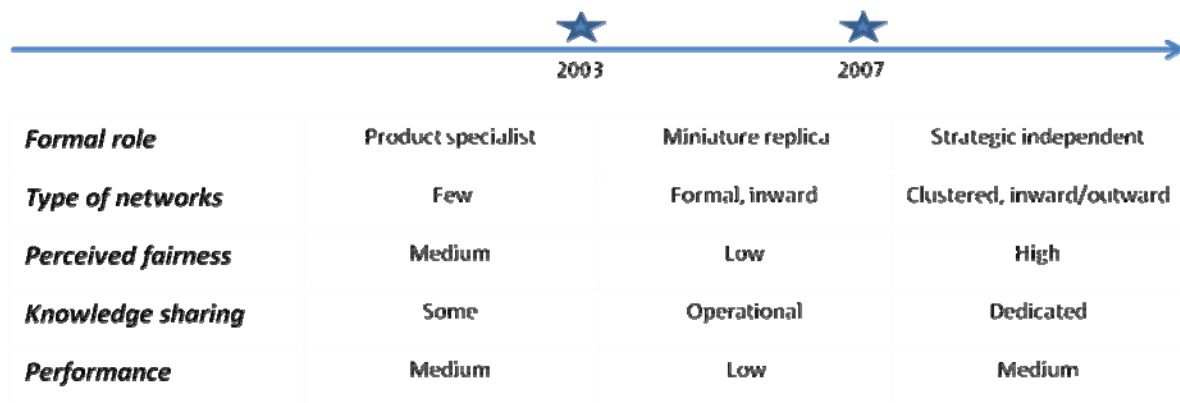 2003 2007
Formal role Product specialist Miniature replica Strategic independent
Type of networks Few Formal, inward Clustered, inward/outward
Perceived fairness Medium Low High
Knowledge sharing Some Operational Dedicated
Performance Medium Low Medium